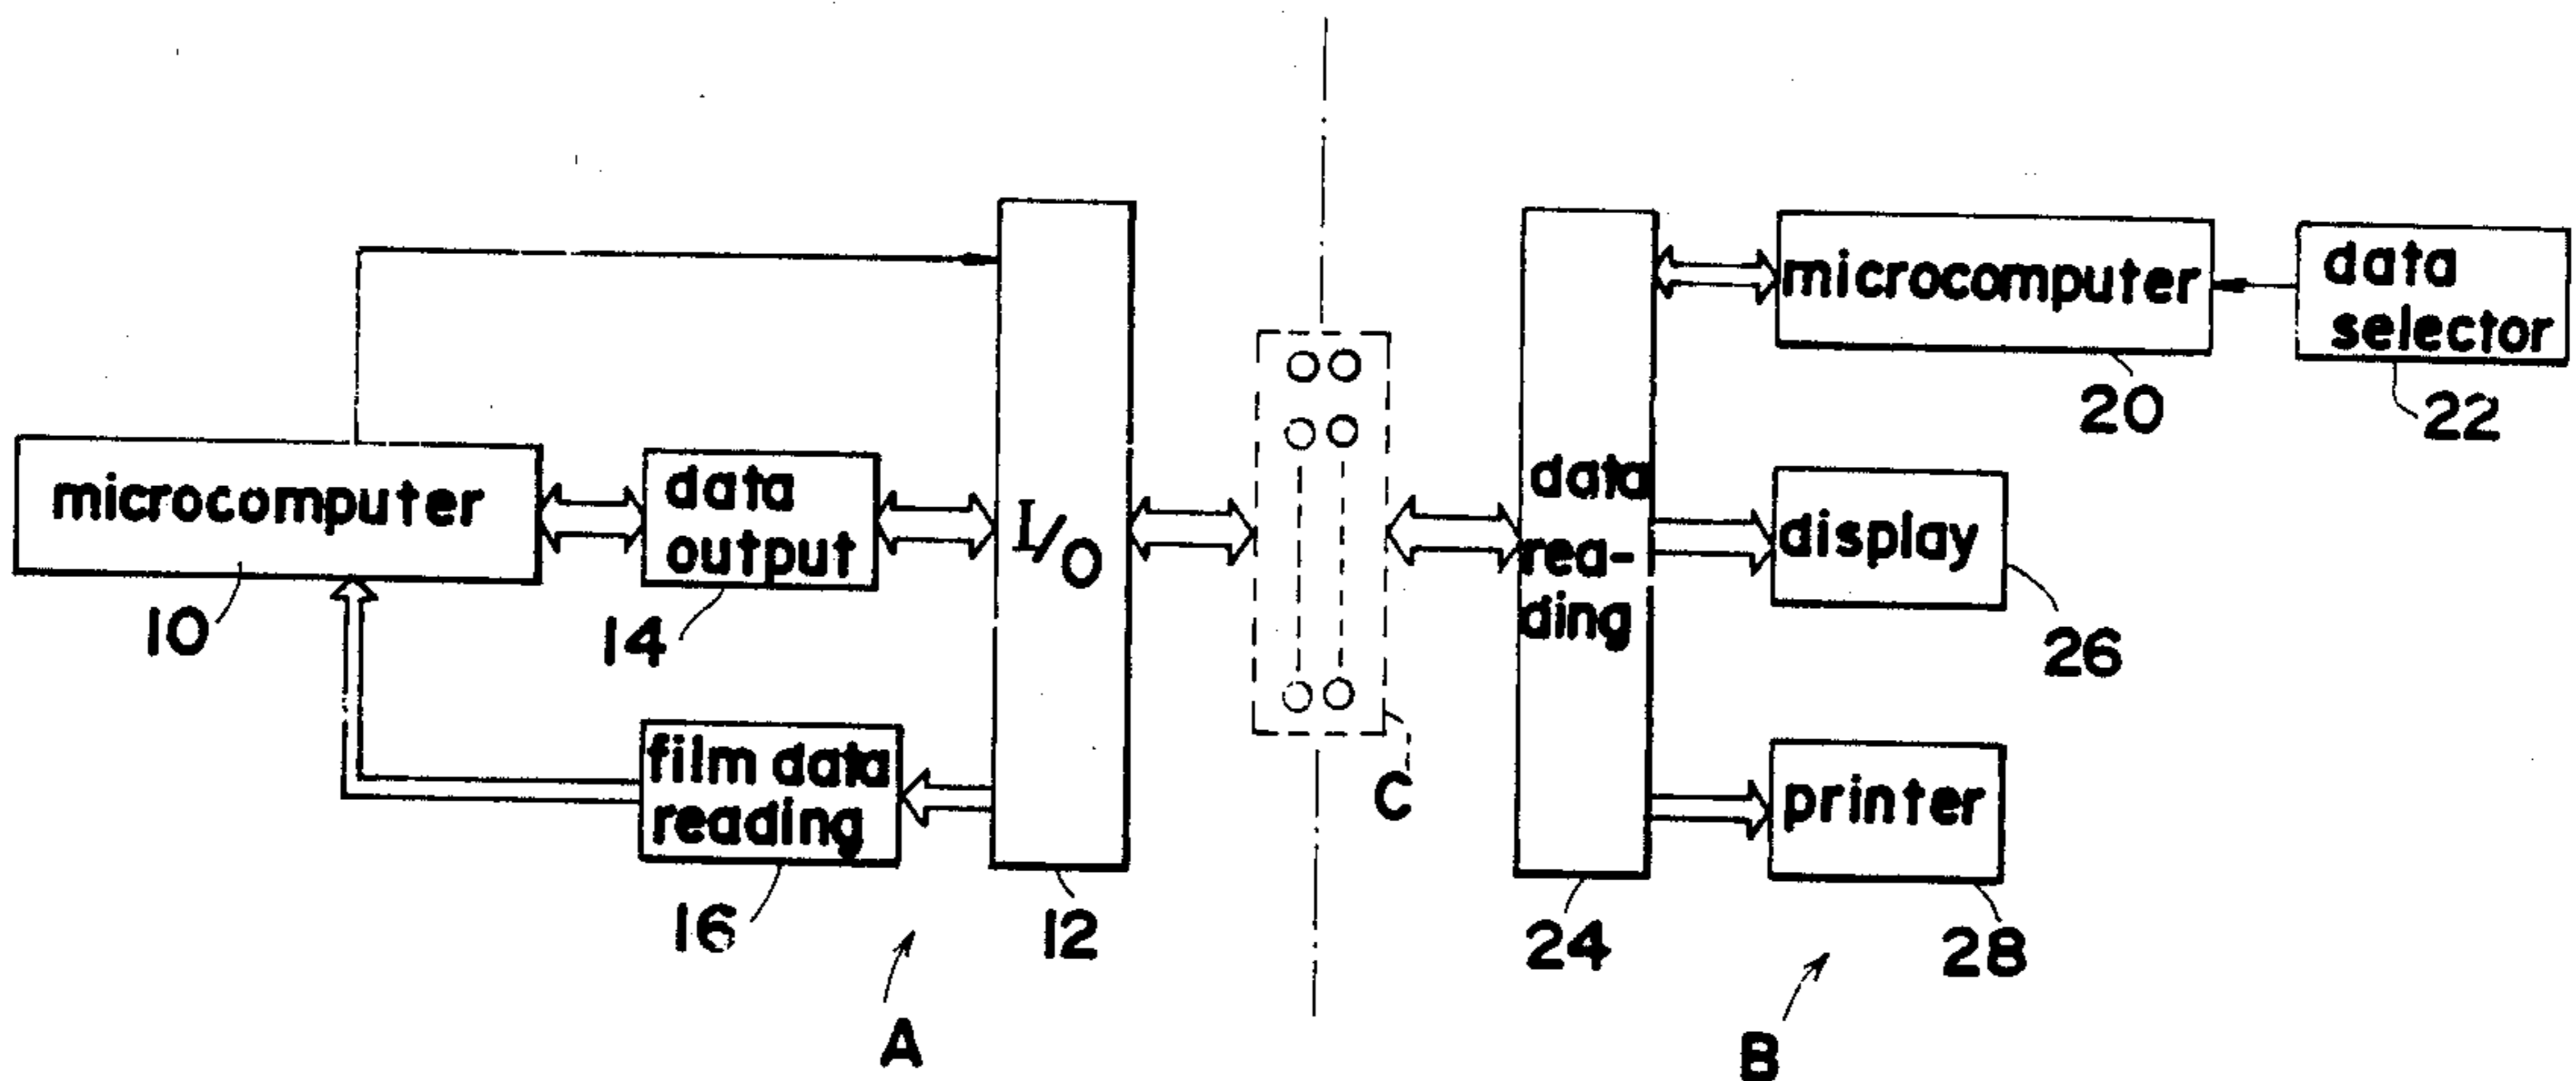 microcomputer
10
data
output
14
film data
reading
16
I/O
12
A
C
data
rea-
ding
24
microcomputer
20
data
selector
22
display
26
printer
28
B